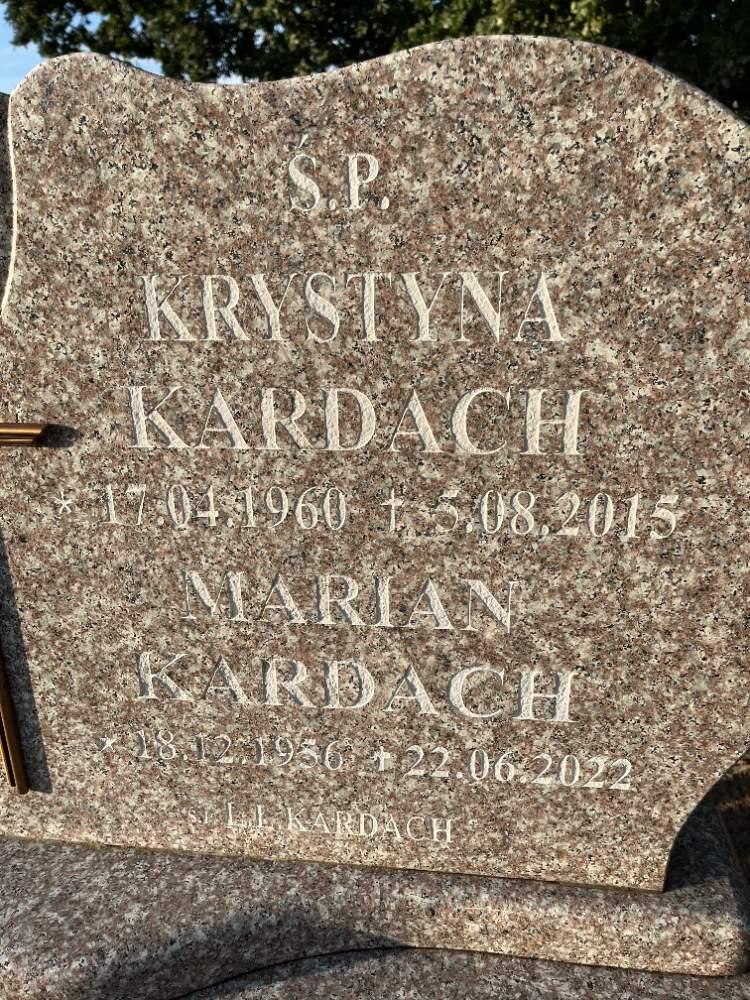 Ś.P.
KRYSTYNA
KARDACH
* 17.04.1960 † 5.08.2015
MARIAN
KARDACH
* 18.12.1956 † 22.06.2022
L.L. KARDACH